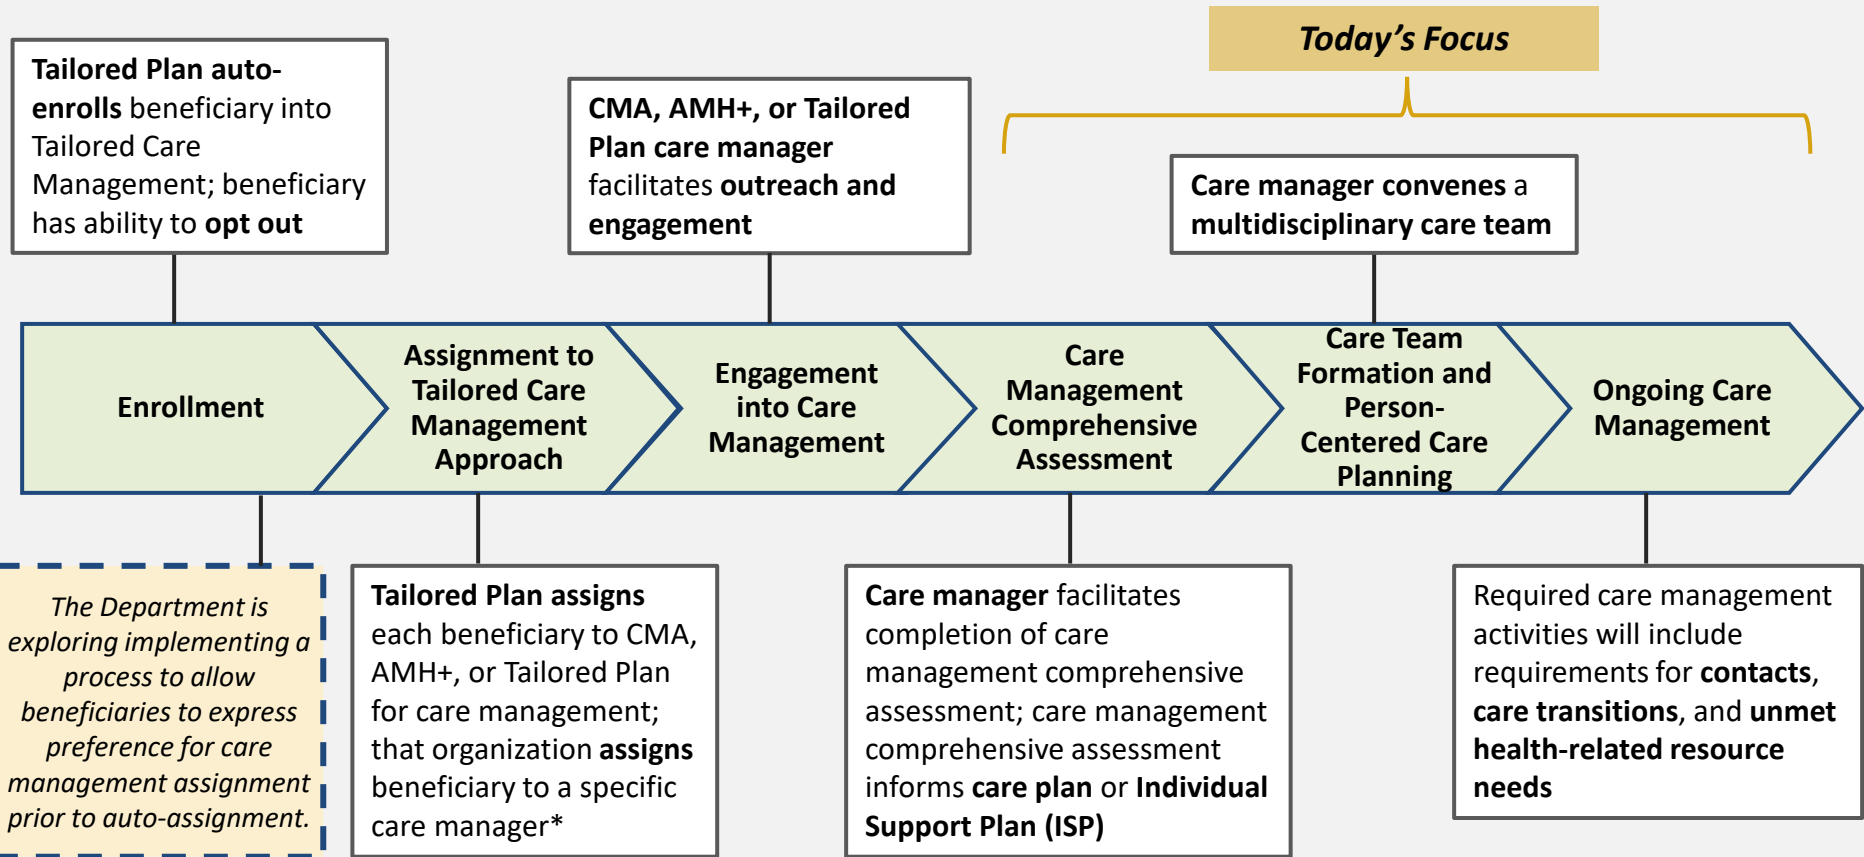 Today’s Focus
Tailored Plan auto-
enrolls beneficiary into
Tailored Care
Management; beneficiary
has ability to opt out
CMA, AMH+, or Tailored
Plan care manager
facilitates outreach and
engagement
Care manager convenes a
multidisciplinary care team
Enrollment
Assignment to
Tailored Care
Management
Approach
Engagement
into Care
Management
Care
Management
Comprehensive
Assessment
Care Team
Formation and
Person-
Centered Care
Planning
Ongoing Care
Management
The Department is
exploring implementing a
process to allow
beneficiaries to express
preference for care
management assignment
prior to auto-assignment.
Tailored Plan assigns
each beneficiary to CMA,
AMH+, or Tailored Plan
for care management;
that organization assigns
beneficiary to a specific
care manager*
Care manager facilitates
completion of care
management comprehensive
assessment; care management
comprehensive assessment
informs care plan or Individual
Support Plan (ISP)
Required care management
activities will include
requirements for contacts,
care transitions, and unmet
health-related resource
needs